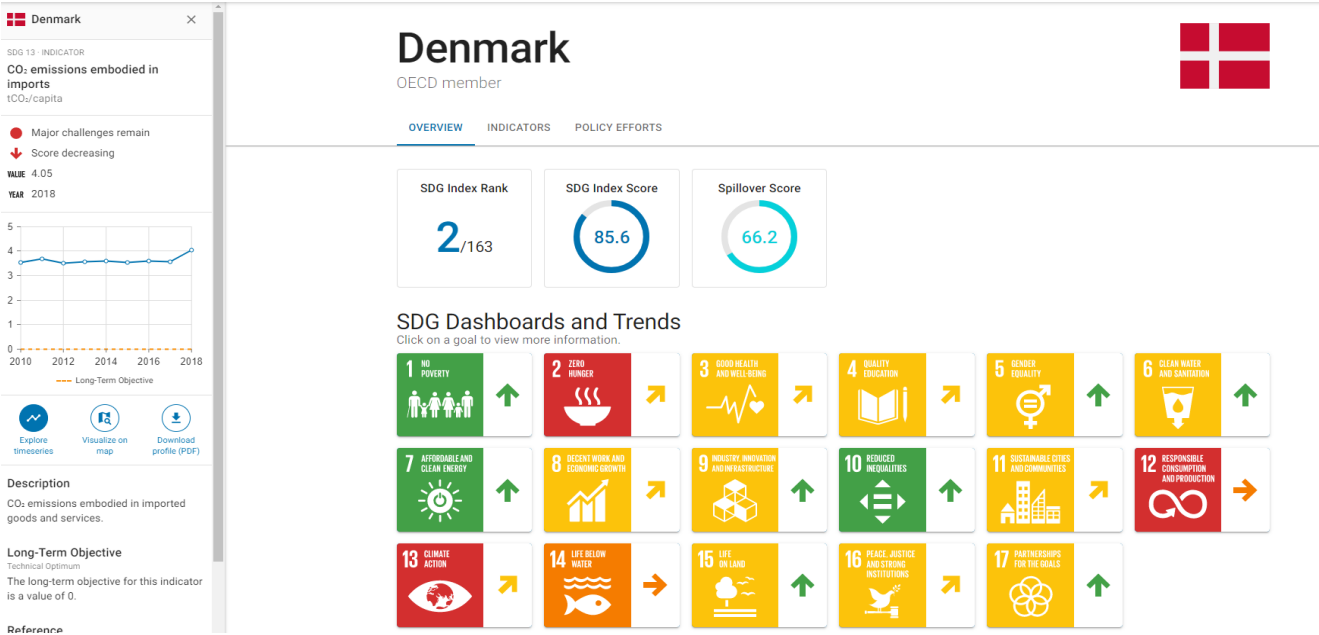 Denmark
SDG 13 · INDICATOR
CO₂ emissions embodied in
imports
tCO₂/capita
Major challenges remain
Score decreasing
VALUE 4.05
YEAR 2018
5
4
3
2
1
0
2010 2012 2014 2016 2018
Long-Term Objective
Explore
timeseries
Visualize on
map
Download
profile (PDF)
Description
CO₂ emissions embodied in imported
goods and services.
Long-Term Objective
Technical Optimum
The long-term objective for this indicator
is a value of 0.
Reference
Denmark
OECD member
OVERVIEW INDICATORS POLICY EFFORTS
SDG Index Rank
2/163
SDG Index Score
85.6
Spillover Score
66.2
SDG Dashboards and Trends
Click on a goal to view more information.
1 NO
POVERTY
2 ZERO
HUNGER
3 GOOD HEALTH
AND WELL-BEING
4 QUALITY
EDUCATION
5 GENDER
EQUALITY
6 CLEAN WATER
AND SANITATION
7 AFFORDABLE AND
CLEAN ENERGY
8 DECENT WORK AND
ECONOMIC GROWTH
9 INDUSTRY, INNOVATION
AND INFRASTRUCTURE
10 REDUCED
INEQUALITIES
11 SUSTAINABLE CITIES
AND COMMUNITIES
12 RESPONSIBLE
CONSUMPTION
AND PRODUCTION
13 CLIMATE
ACTION
14 LIFE BELOW
WATER
15 LIFE
ON LAND
16 PEACE, JUSTICE
AND STRONG
INSTITUTIONS
17 PARTNERSHIPS
FOR THE GOALS